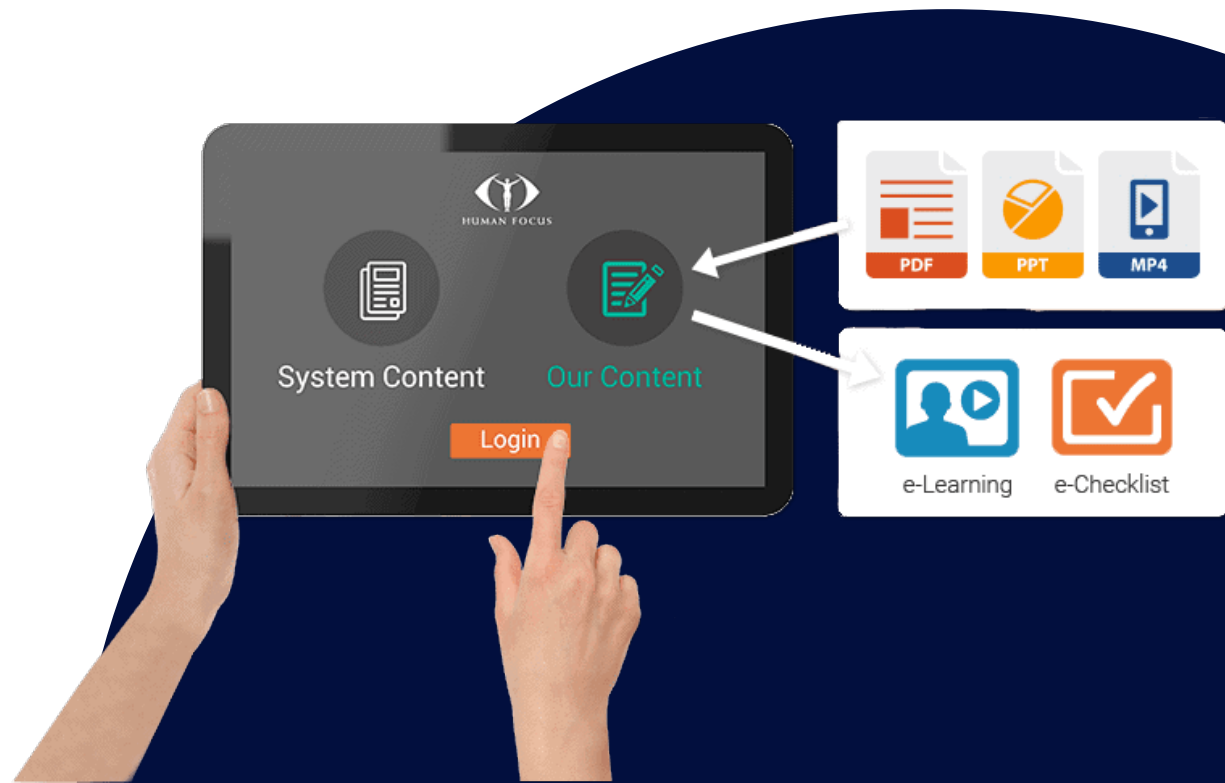 HUMAN FOCUS
System Content
Our Content
Login
PDF
PPT
MP4
e-Learning
e-Checklist